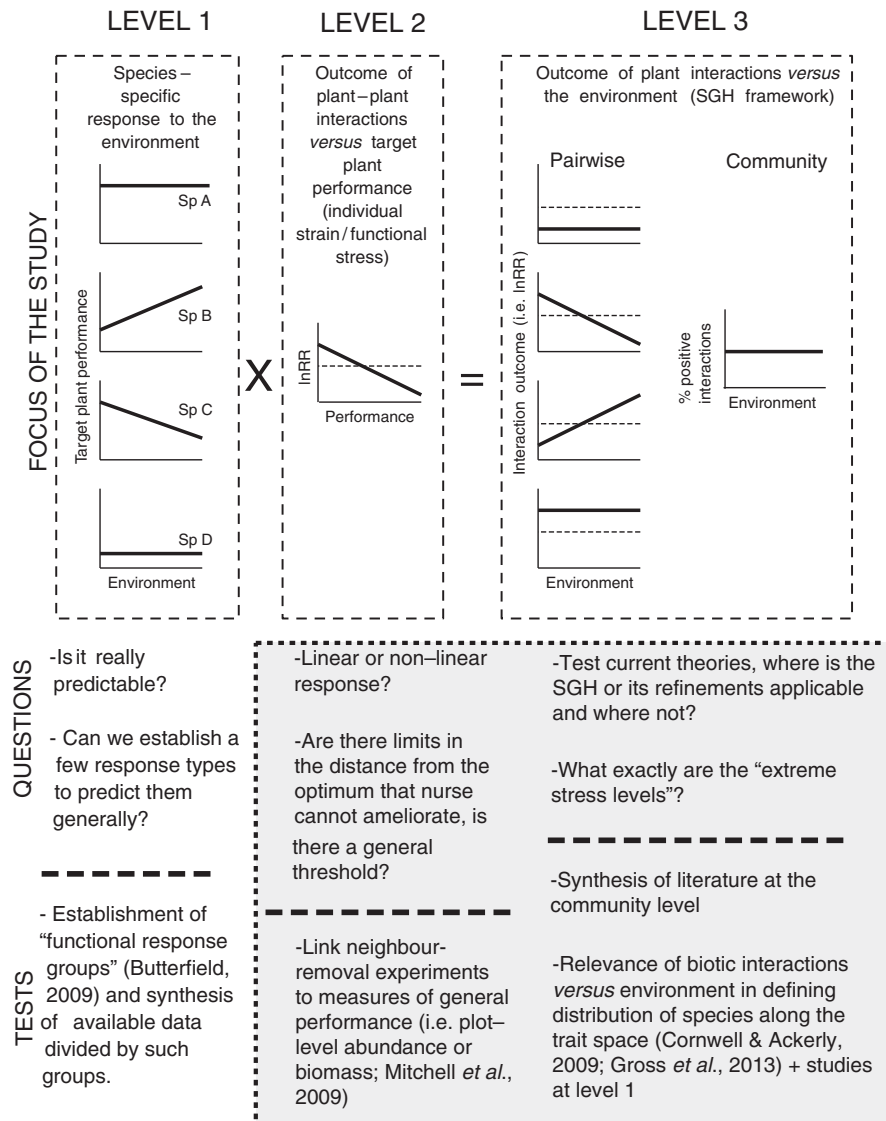 LEVEL 1
LEVEL 2
LEVEL 3
FOCUS OF THE STUDY
Species–
specific
response to the
environment
Target plant performance
Sp A
Sp B
Sp C
Sp D
Environment
X
Outcome of
plant–plant
interactions
versus target
plant
performance
(individual
strain/functional
stress)
lnRR
Performance
=
Outcome of plant interactions versus
the environment (SGH framework)
Pairwise
Community
Interaction outcome (i.e. lnRR)
Environment
% positive
interactions
Environment
QUESTIONS
-Is it really
predictable?
- Can we establish a
few response types
to predict them
generally?
-Linear or non–linear
response?
-Are there limits in
the distance from the
optimum that nurse
cannot ameliorate, is
there a general
threshold?
-Test current theories, where is the
SGH or its refinements applicable
and where not?
-What exactly are the “extreme
stress levels”?
TESTS
- Establishment of
“functional response
groups” (Butterfield,
2009) and synthesis
of available data
divided by such
groups.
-Link neighbour-
removal experiments
to measures of general
performance (i.e. plot–
level abundance or
biomass; Mitchell et al.,
2009)
-Synthesis of literature at the
community level
-Relevance of biotic interactions
versus environment in defining
distribution of species along the
trait space (Cornwell & Ackerly,
2009; Gross et al., 2013) + studies
at level 1